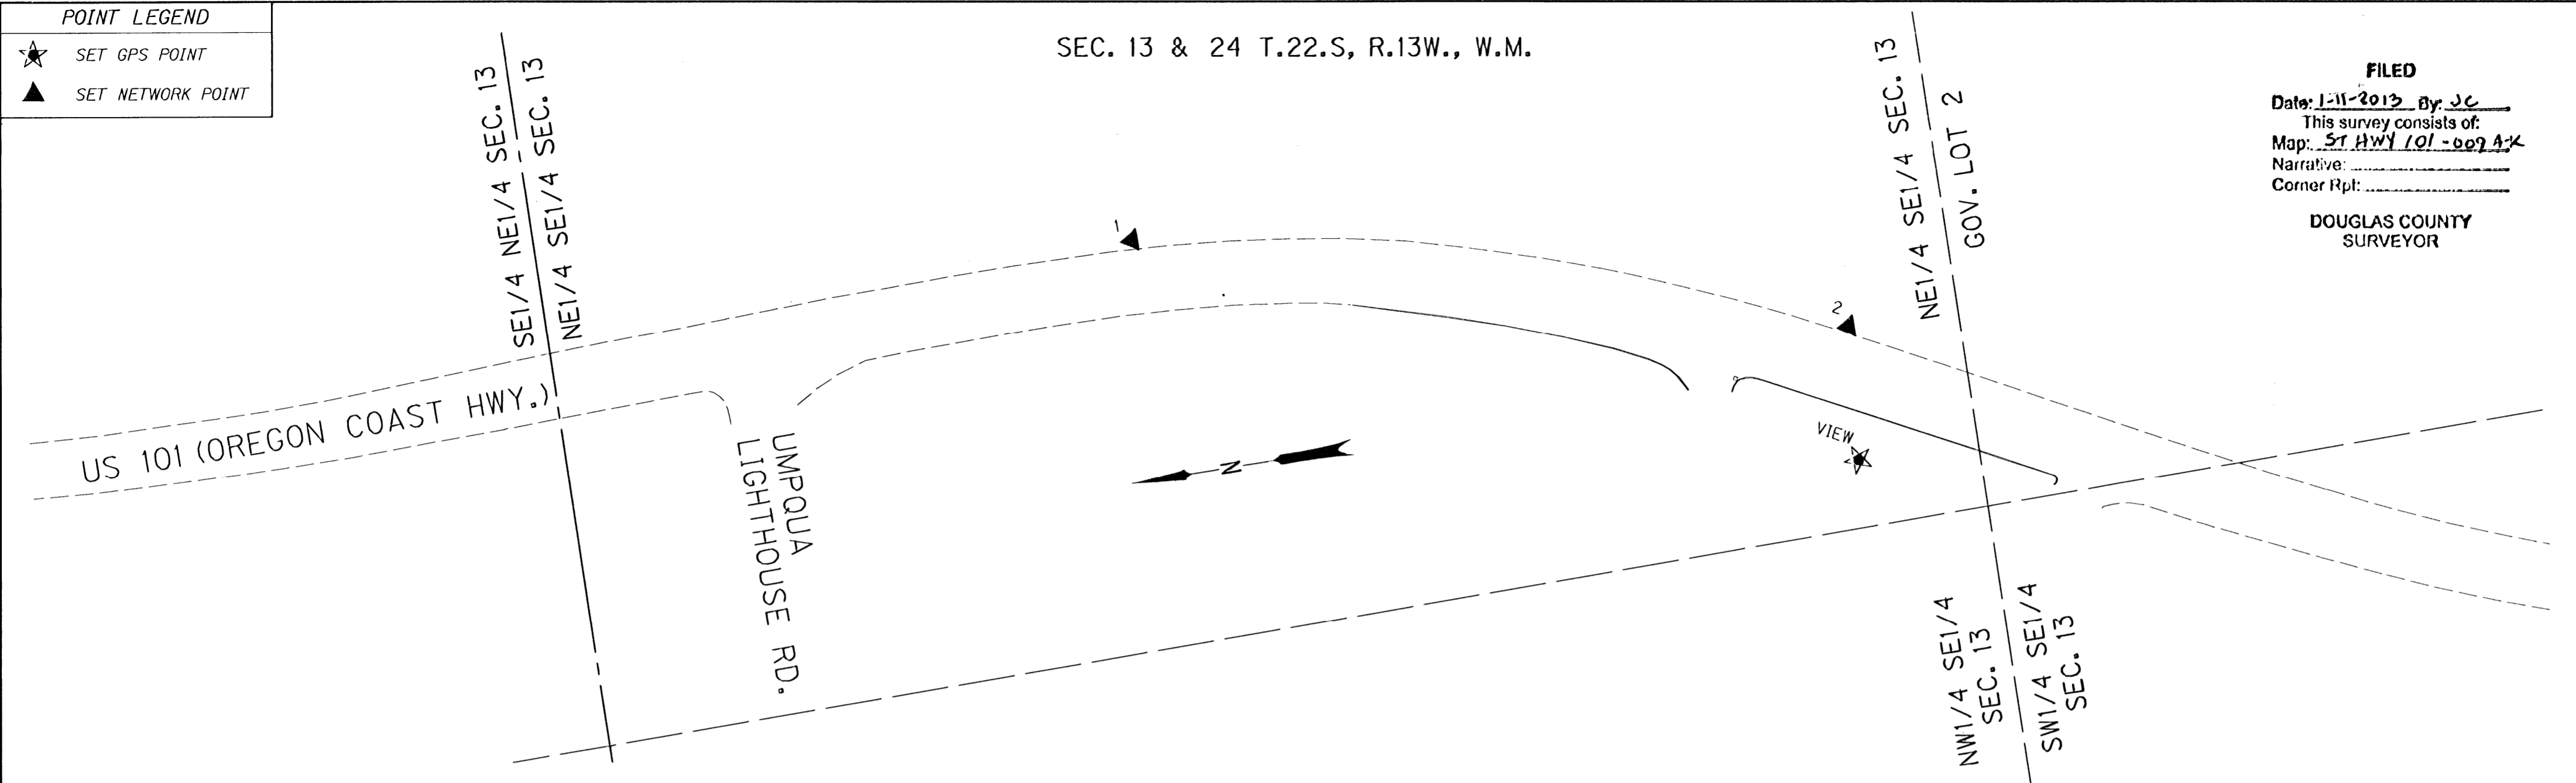 POINT LEGEND
SET GPS POINT
SET NETWORK POINT
SEC. 13 & 24 T.22.S, R.13W., W.M.
FILED
Date: 1-11-2013 By: JC
This survey consists of:
Map: ST HWY 101-009 A-K
Narrative:
Corner Rpt:
DOUGLAS COUNTY
SURVEYOR
SE1/4 NE1/4 SEC. 13
NE1/4 SE1/4 SEC. 13
1
2
NE1/4 SE1/4 SEC. 13
GOV. LOT 2
US 101 (OREGON COAST HWY.)
UMPQUA
LIGHTHOUSE RD.
N
VIEW
NW1/4 SE1/4
SEC. 13
SW1/4 SE1/4
SEC. 13